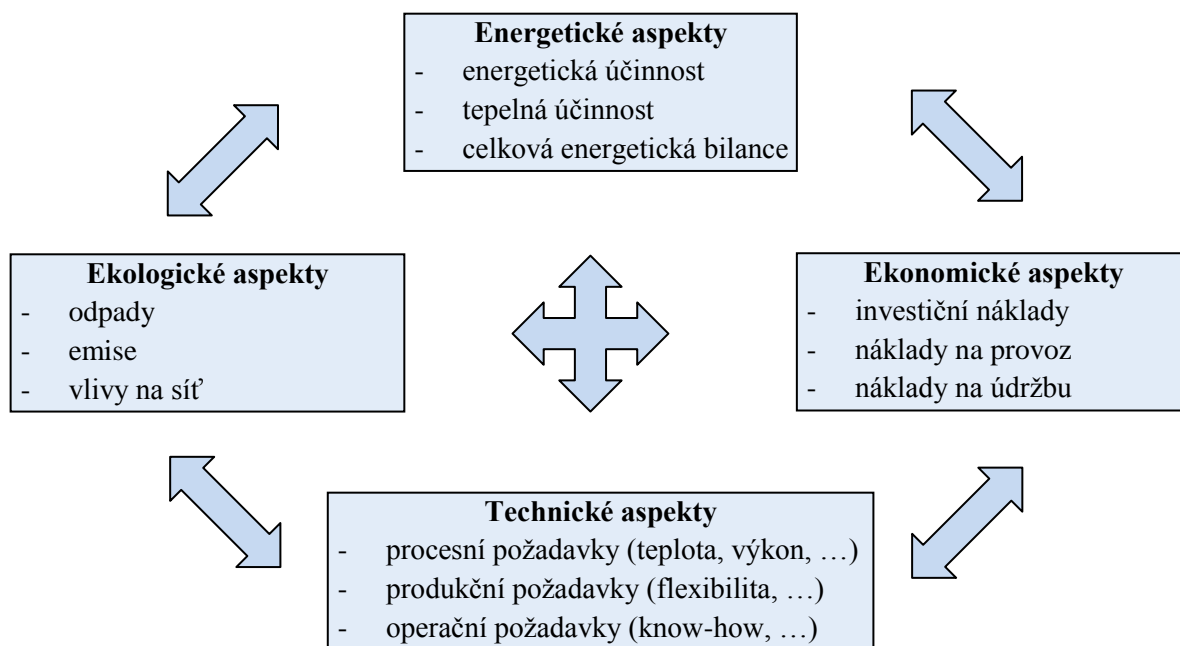 Energetické aspekty
- energetická účinnost
- tepelná účinnost
- celková energetická bilance
Ekologické aspekty
- odpady
- emise
- vlivy na síť
Ekonomické aspekty
- investiční náklady
- náklady na provoz
- náklady na údržbu
Technické aspekty
- procesní požadavky (teplota, výkon, …)
- produkční požadavky (flexibilita, …)
- operační požadavky (know-how, …)